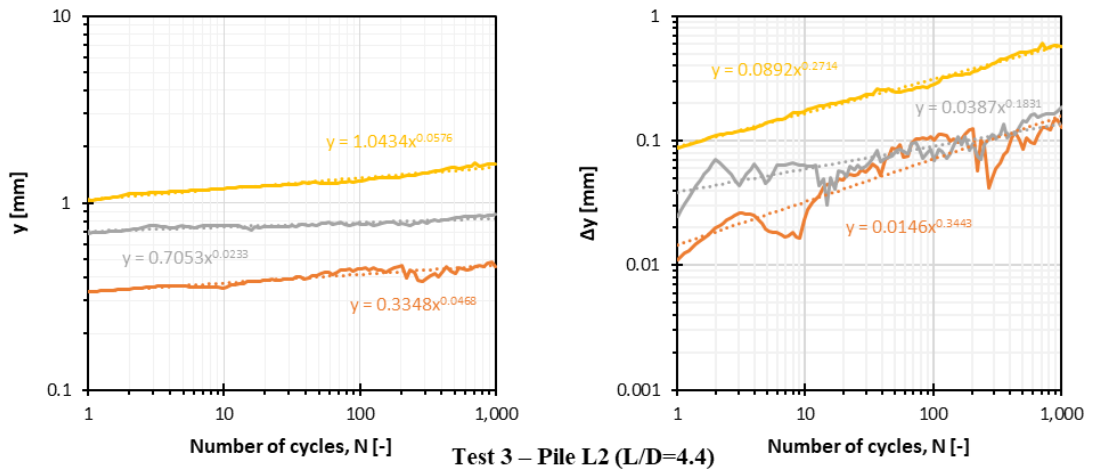 10
1
0.1
y [mm]
y = 1.0434x^0.0576
y = 0.7053x^0.0233
y = 0.3348x^0.0468
1 10 100 1,000
Number of cycles, N [-]
1
0.1
0.01
0.001
Δy [mm]
y = 0.0892x^0.2714
y = 0.0387x^0.1831
y = 0.0146x^0.3443
1 10 100 1,000
Number of cycles, N [-]
Test 3 – Pile L2 (L/D=4.4)